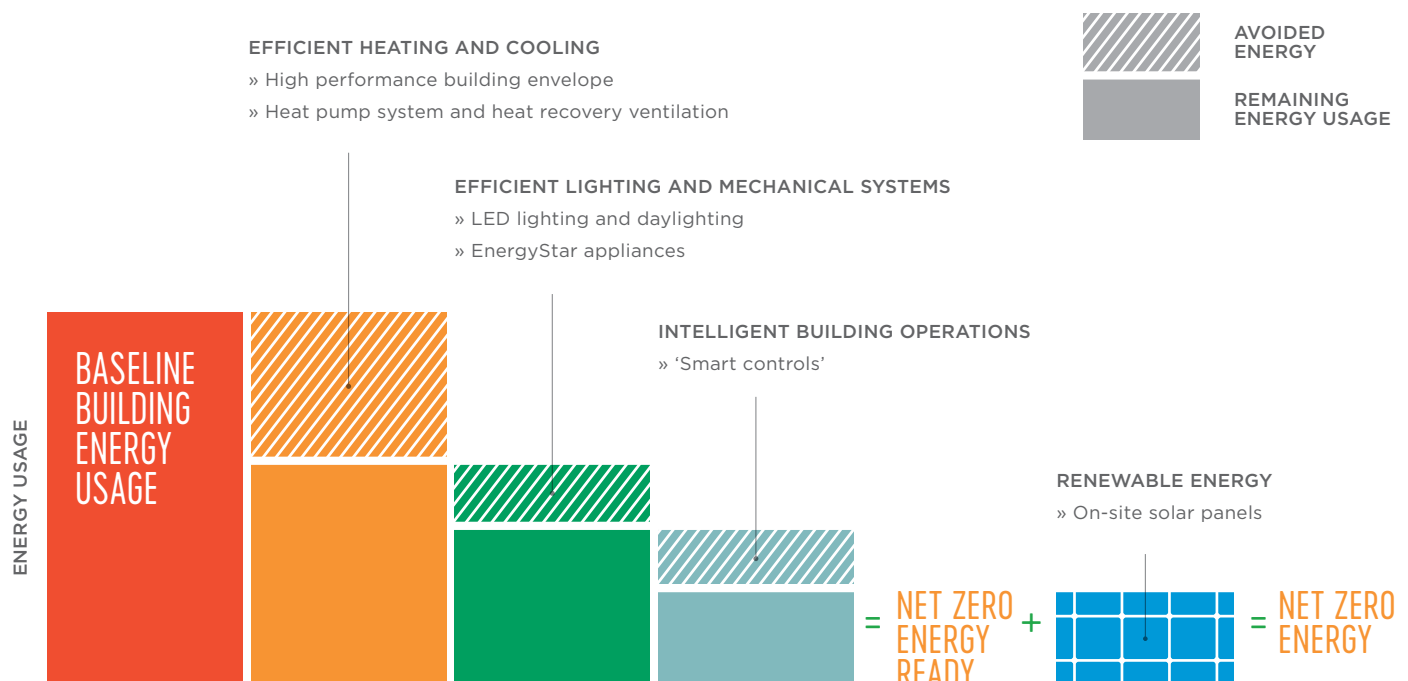 EFFICIENT HEATING AND COOLING
» High performance building envelope
» Heat pump system and heat recovery ventilation
AVOIDED
ENERGY
REMAINING
ENERGY USAGE
EFFICIENT LIGHTING AND MECHANICAL SYSTEMS
» LED lighting and daylighting
» EnergyStar appliances
INTELLIGENT BUILDING OPERATIONS
» ‘Smart controls’
RENEWABLE ENERGY
» On-site solar panels
ENERGY USAGE
BASELINE
BUILDING
ENERGY
USAGE
=
NET ZERO
ENERGY
READY
+
=
NET ZERO
ENERGY